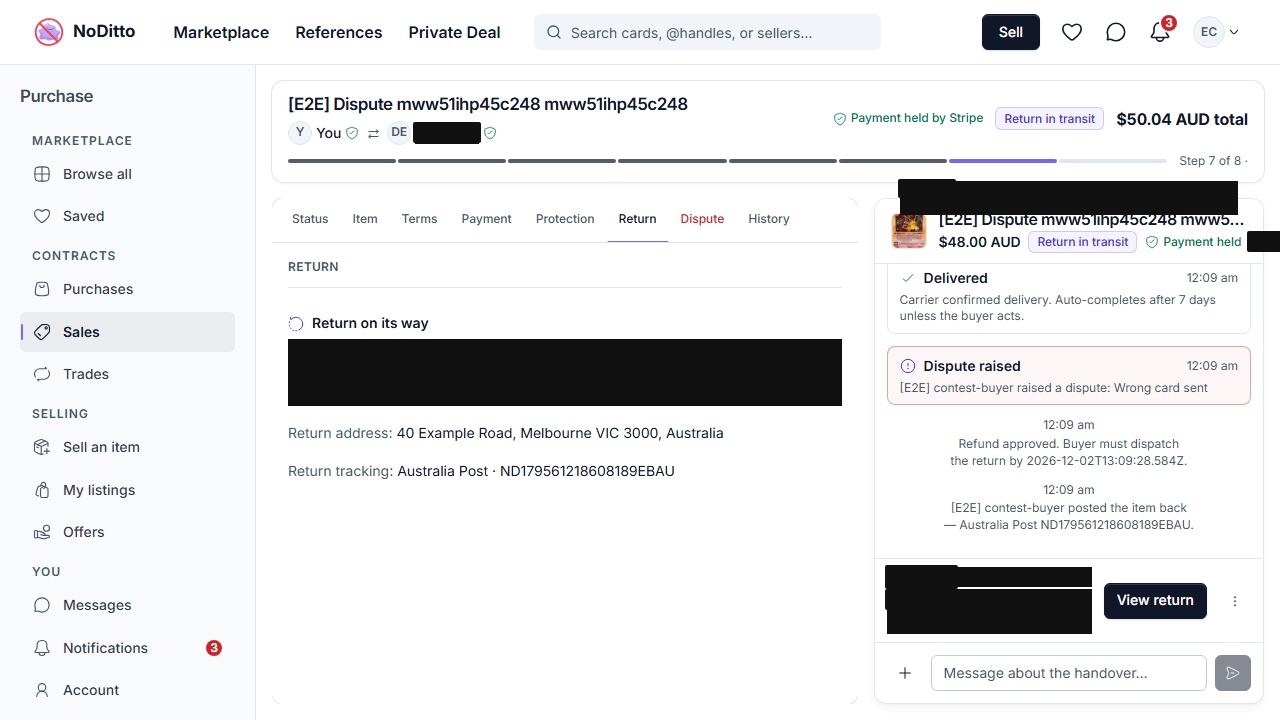 NoDitto
Marketplace
References
Private Deal
Search cards, @handles, or sellers...
Sell
3
EC
Purchase
MARKETPLACE
Browse all
Saved
CONTRACTS
Purchases
Sales
Trades
SELLING
Sell an item
My listings
Offers
YOU
Messages
Notifications
3
Account
[E2E] Dispute mww51ihp45c248 mww51ihp45c248
Y You
DE
Payment held by Stripe
Return in transit
$50.04 AUD total
Step 7 of 8 ·
Status
Item
Terms
Payment
Protection
Return
Dispute
History
RETURN
Return on its way
Return address: 40 Example Road, Melbourne VIC 3000, Australia
Return tracking: Australia Post · ND179561218608189EBAU
[E2E] Dispute mww51ihp45c248 mww5...
$48.00 AUD
Return in transit
Payment held
Delivered
12:09 am
Carrier confirmed delivery. Auto-completes after 7 days
unless the buyer acts.
Dispute raised
12:09 am
[E2E] contest-buyer raised a dispute: Wrong card sent
12:09 am
Refund approved. Buyer must dispatch
the return by 2026-12-02T13:09:28.584Z.
12:09 am
[E2E] contest-buyer posted the item back
— Australia Post ND179561218608189EBAU.
View return
Message about the handover...